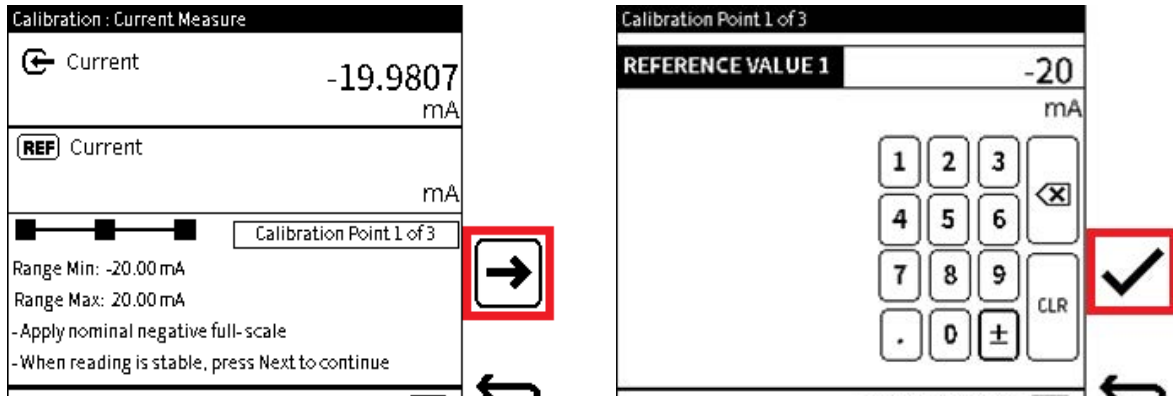 Calibration : Current Measure
Current
-19.9807
mA
REF Current
mA
Calibration Point 1 of 3
Range Min: -20.00 mA
Range Max: 20.00 mA
- Apply nominal negative full-scale
- When reading is stable, press Next to continue
Calibration Point 1 of 3
REFERENCE VALUE 1 -20
mA
1 2 3
4 5 6
7 8 9
CLR
. 0 ±